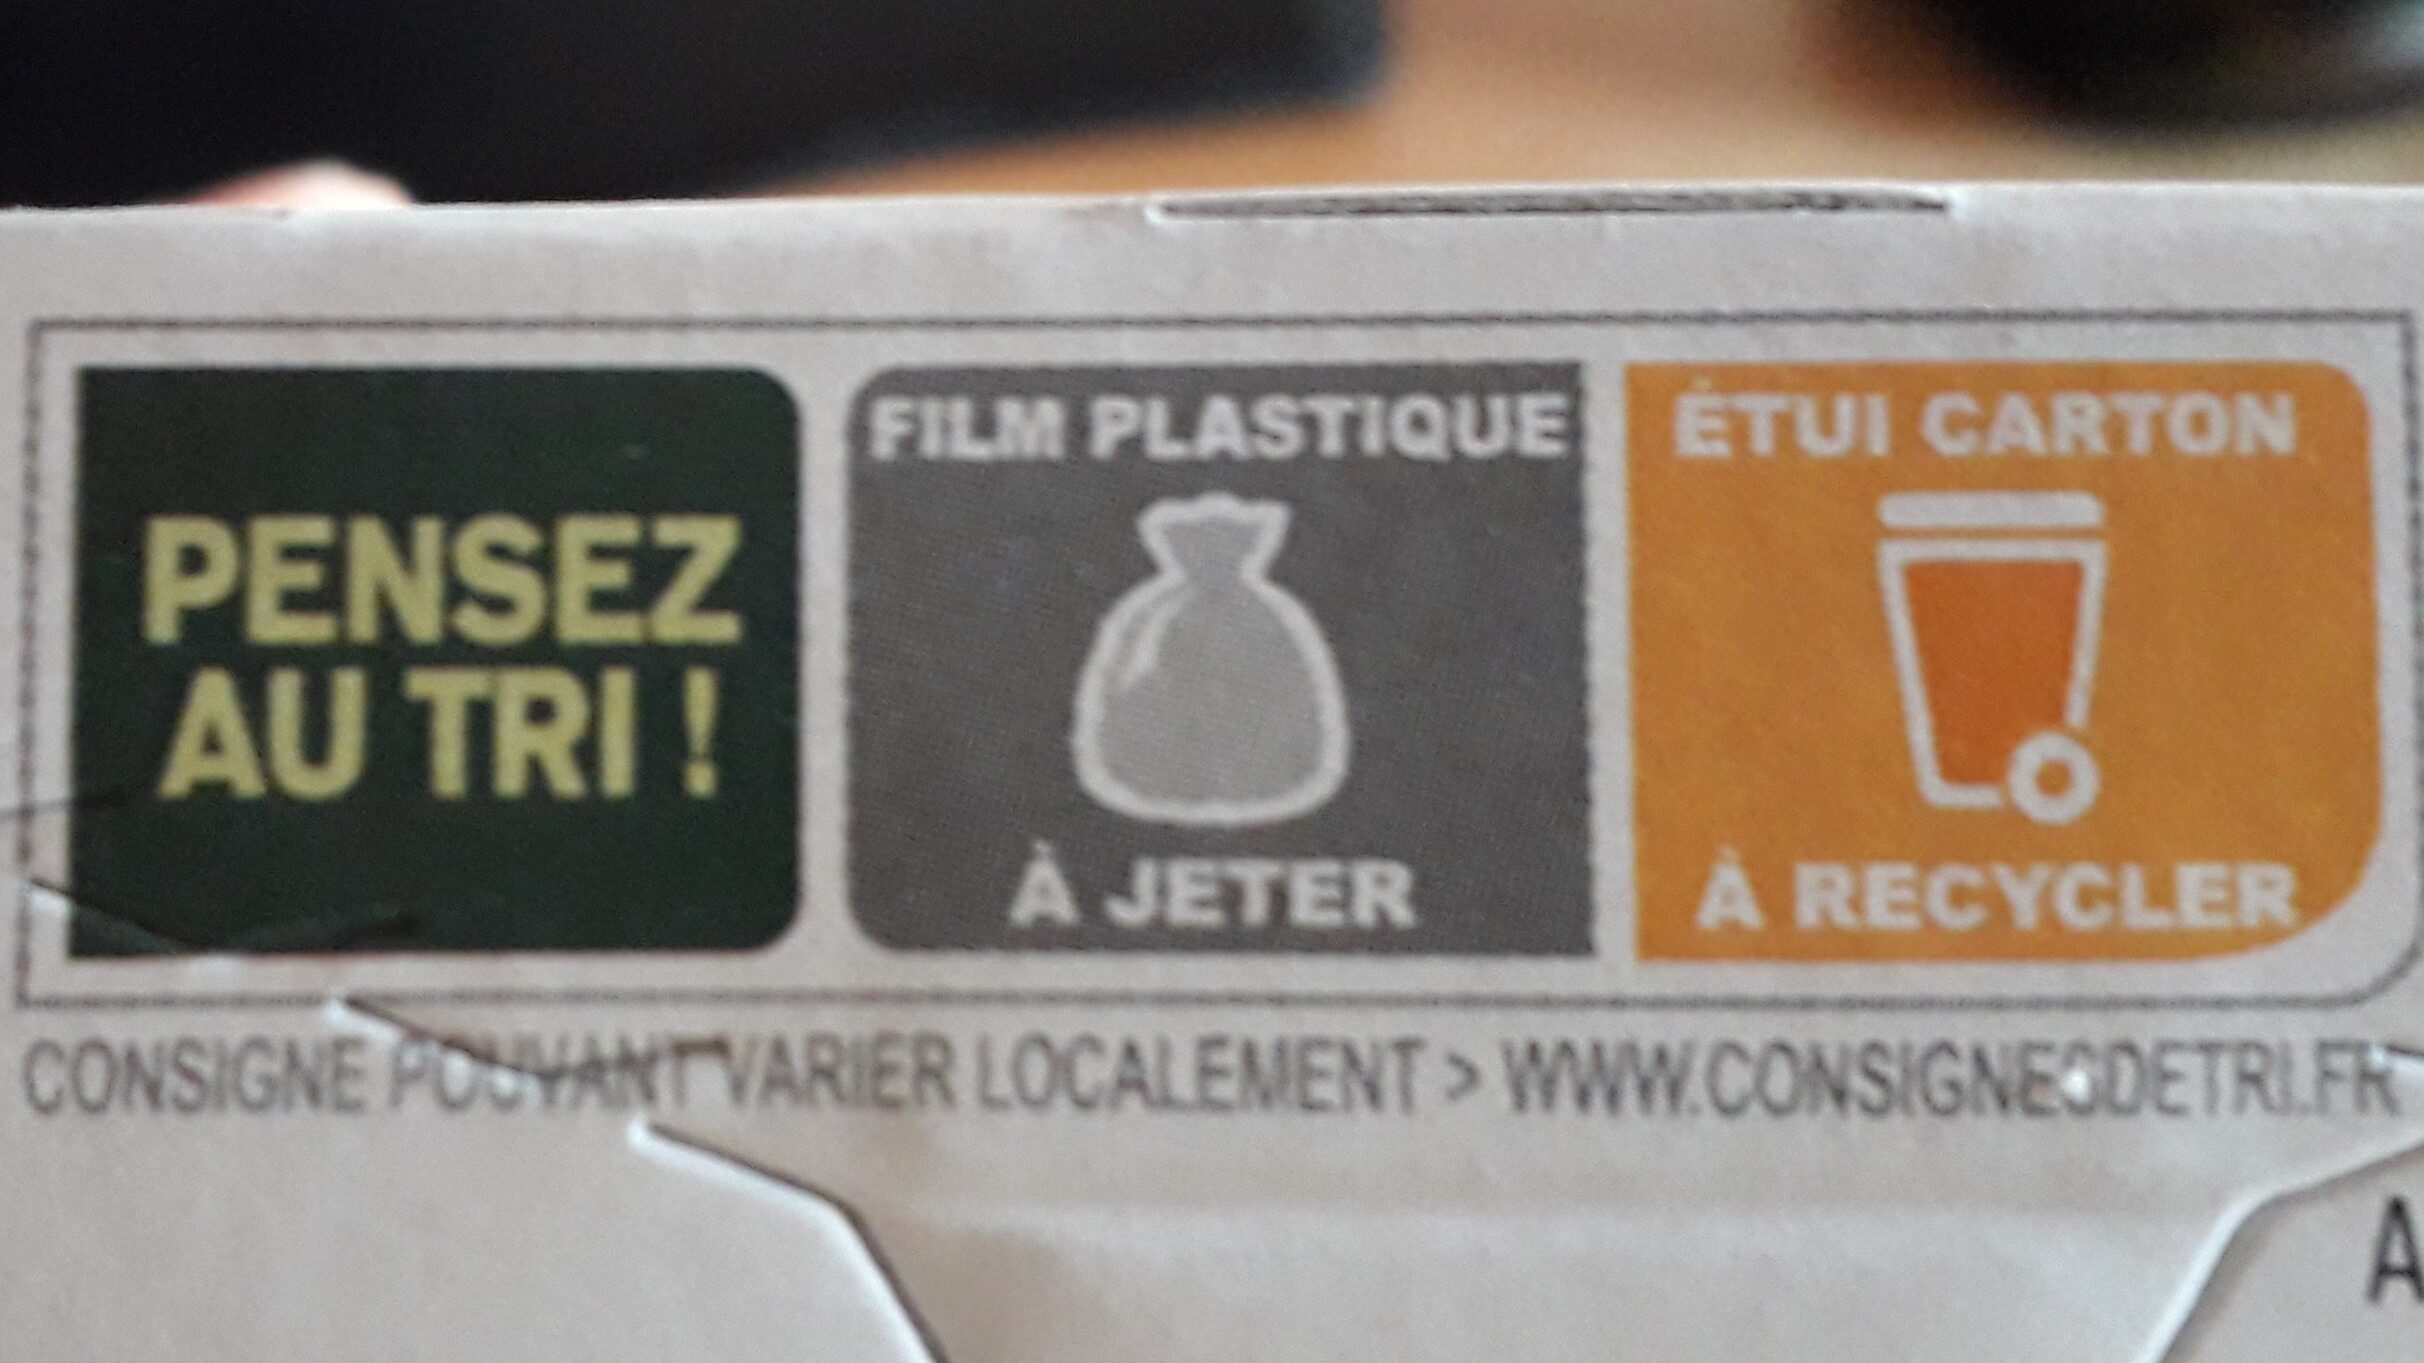 PENSEZ
AU TRI !
FILM PLASTIQUE
À JETER
ÉTUI CARTON
À RECYCLER
CONSIGNE POUVANT VARIER LOCALEMENT > WWW.CONSIGNESDETRI.FR
A